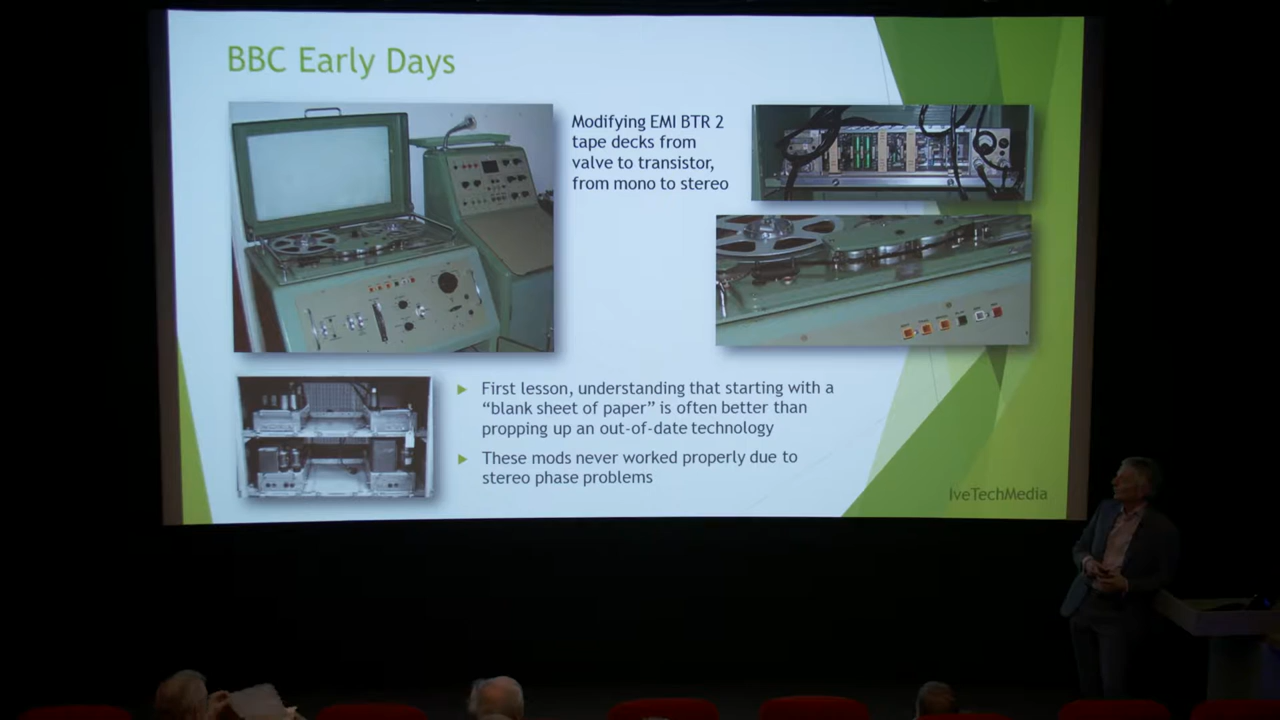 BBC Early Days
Modifying EMI BTR 2
tape decks from
valve to transistor,
from mono to stereo
First lesson, understanding that starting with a
“blank sheet of paper” is often better than
propping up an out-of-date technology
These mods never worked properly due to
stereo phase problems
IveTechMedia